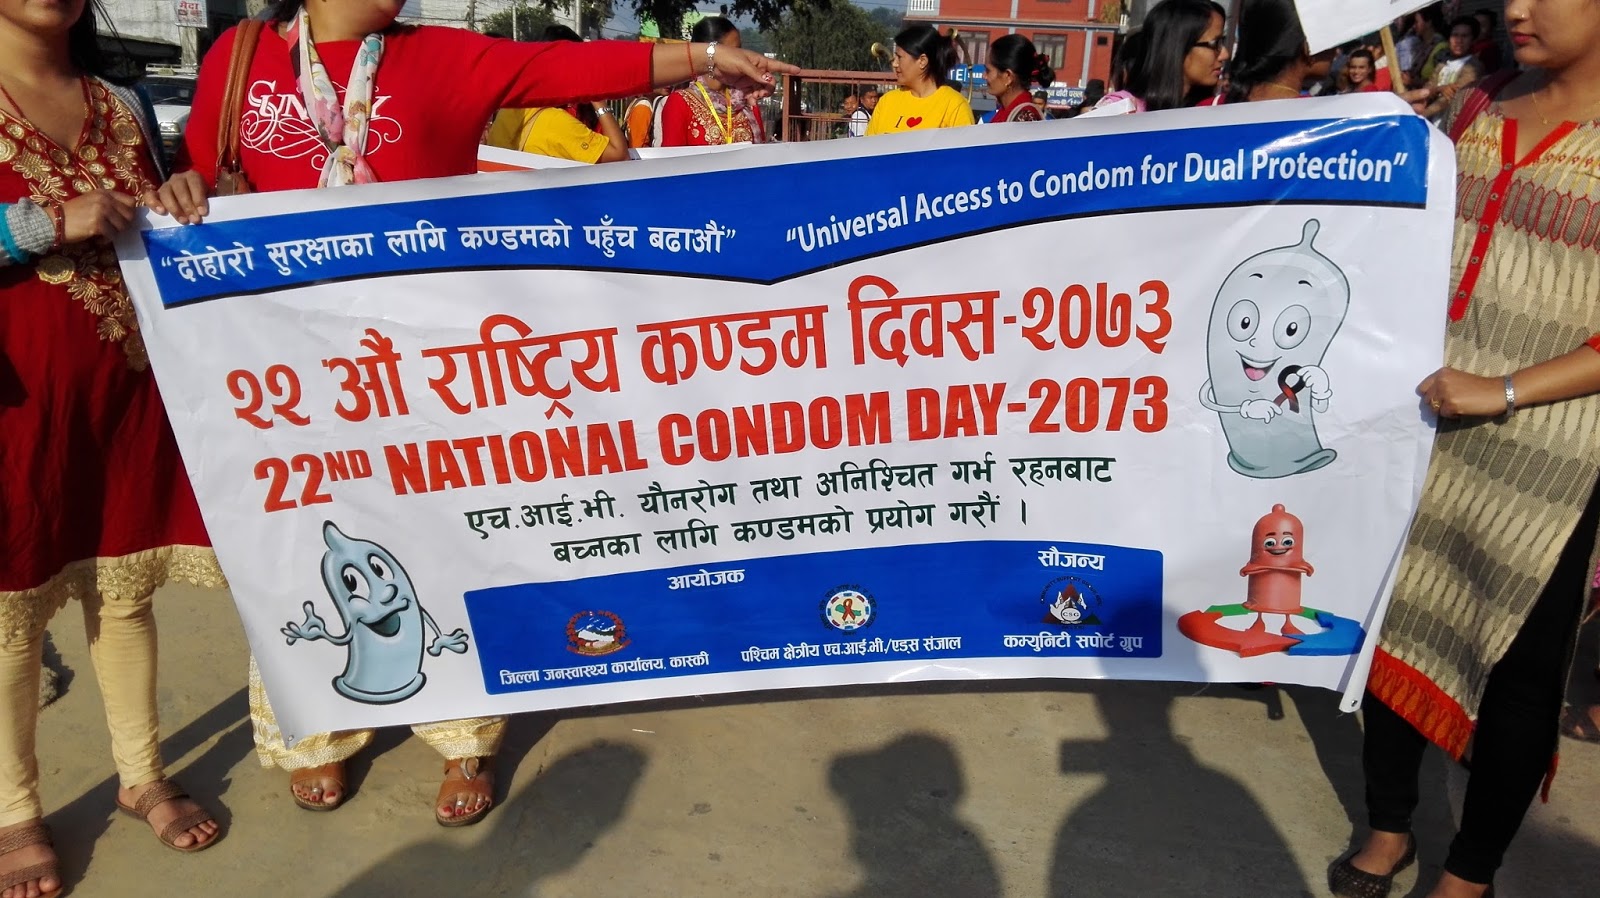 “दोहोरो सुरक्षाका लागि कण्डमको पहुँच बढाऔं”
“Universal Access to Condom for Dual Protection”
२२ औं राष्ट्रिय कण्डम दिवस-२०७३
22ND NATIONAL CONDOM DAY-2073
एच.आई.भी. यौनरोग तथा अनिश्चित गर्भ रहनबाट
बच्नका लागि कण्डमको प्रयोग गरौं ।
आयोजक
सौजन्य
जिल्ला जनस्वास्थ्य कार्यालय, कास्की
पश्चिम क्षेत्रीय एच.आई.भी./एड्स संजाल
CSG
कम्युनिटी सपोर्ट ग्रुप
I ♥